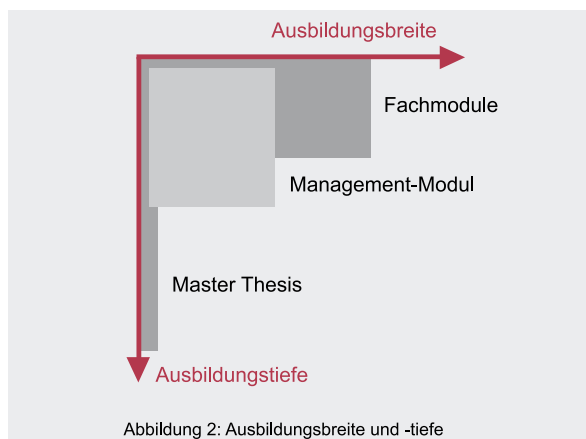 Ausbildungsbreite
Fachmodule
Management-Modul
Master Thesis
Ausbildungstiefe
Abbildung 2: Ausbildungsbreite und -tiefe